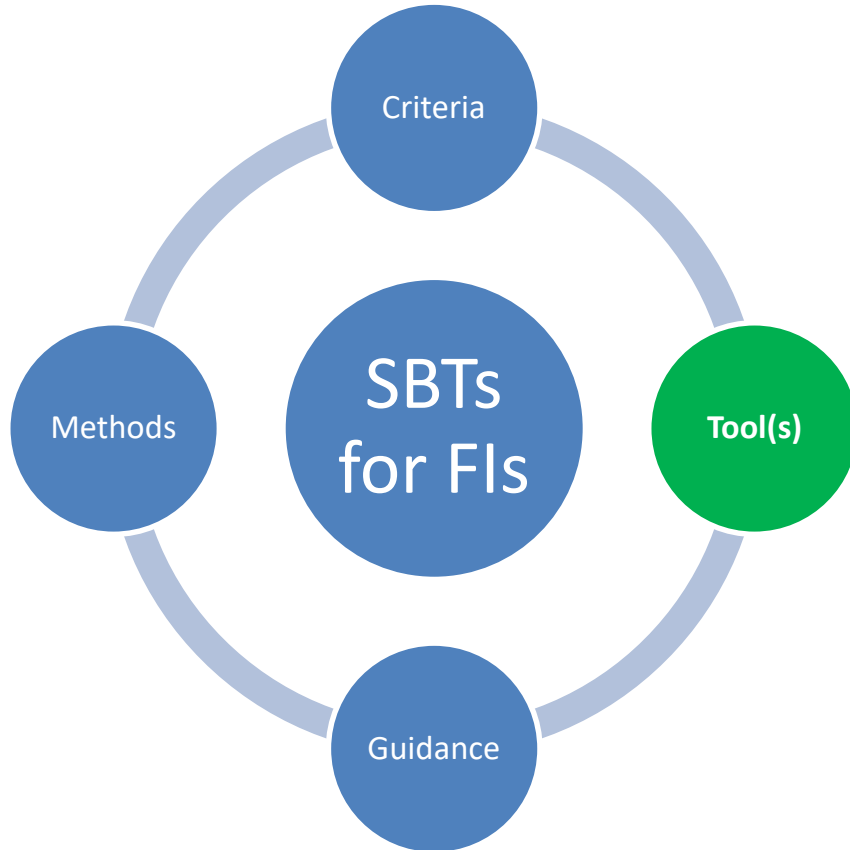 Criteria
Methods
SBTs
for FIs
Tool(s)
Guidance